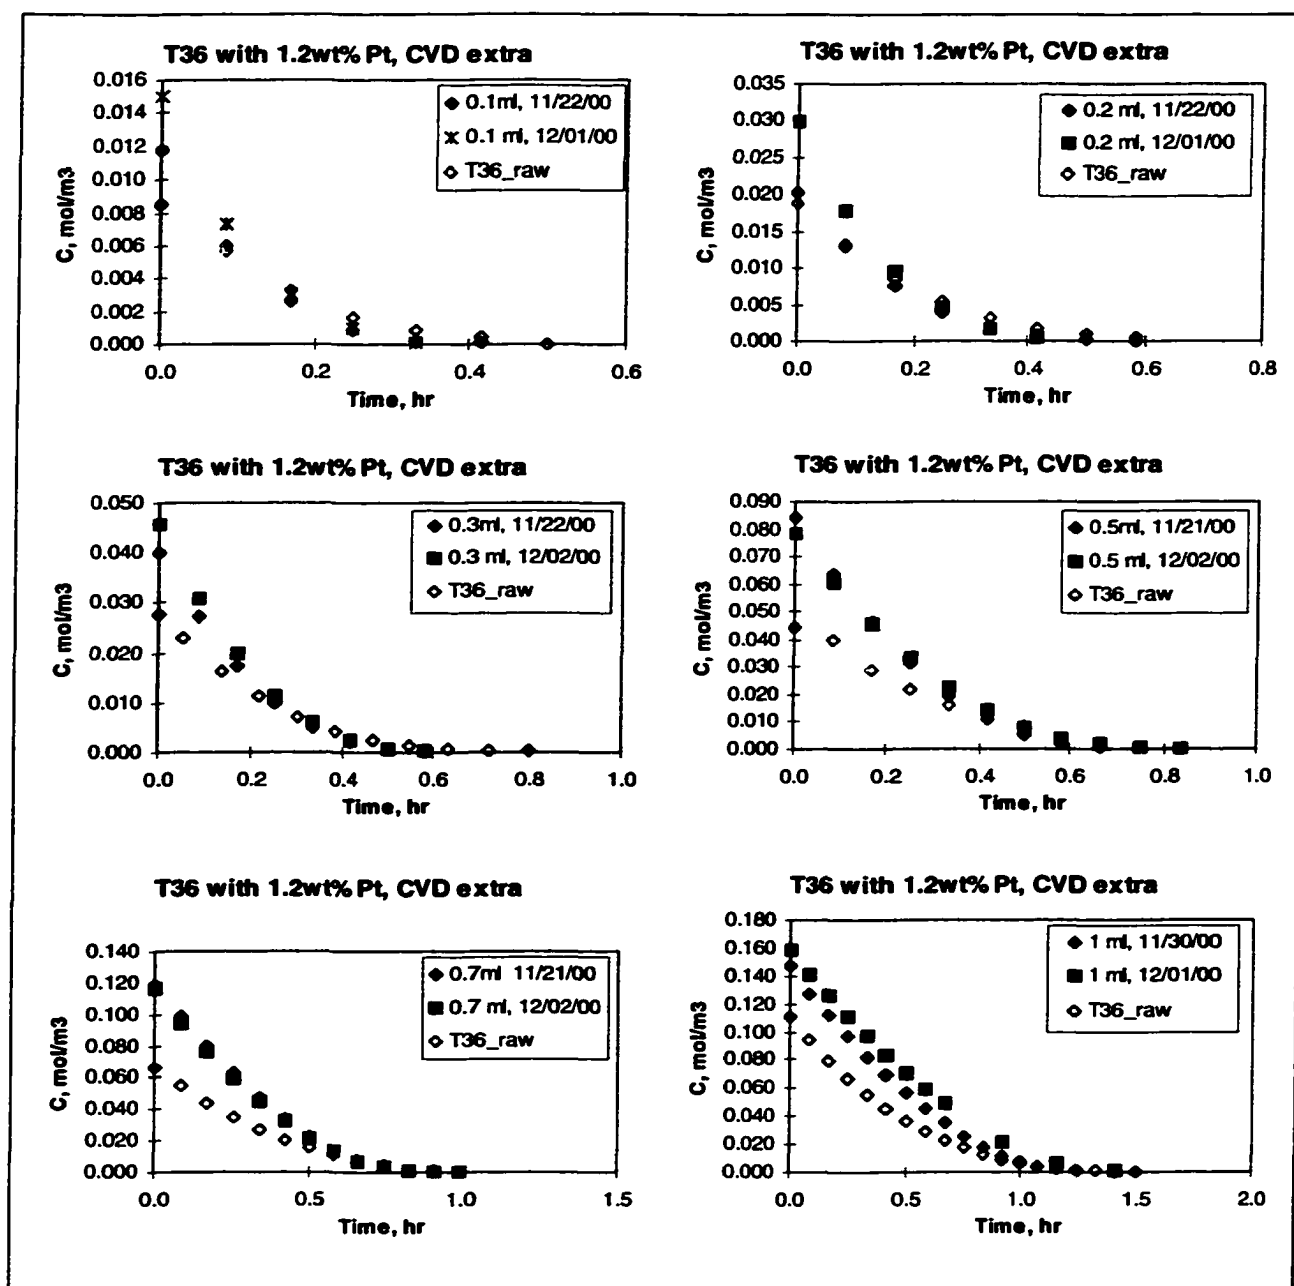 T36 with 1.2wt% Pt, CVD extra
0.016
0.014
0.012
0.010
0.008
0.006
0.004
0.002
0.000
C, mol/m3
0.0 0.2 0.4 0.6
Time, hr
0.1ml, 11/22/00
0.1 ml, 12/01/00
T36_raw
T36 with 1.2wt% Pt, CVD extra
0.035
0.030
0.025
0.020
0.015
0.010
0.005
0.000
C, mol/m3
0.0 0.2 0.4 0.6 0.8
Time, hr
0.2 ml, 11/22/00
0.2 ml, 12/01/00
T36_raw
T36 with 1.2wt% Pt, CVD extra
0.050
0.040
0.030
0.020
0.010
0.000
C, mol/m3
0.0 0.2 0.4 0.6 0.8 1.0
Time, hr
0.3ml, 11/22/00
0.3 ml, 12/02/00
T36_raw
T36 with 1.2wt% Pt, CVD extra
0.090
0.080
0.070
0.060
0.050
0.040
0.030
0.020
0.010
0.000
C, mol/m3
0.0 0.2 0.4 0.6 0.8 1.0
Time, hr
0.5ml, 11/21/00
0.5 ml, 12/02/00
T36_raw
T36 with 1.2wt% Pt, CVD extra
0.140
0.120
0.100
0.080
0.060
0.040
0.020
0.000
C, mol/m3
0.0 0.5 1.0 1.5
Time, hr
0.7ml 11/21/00
0.7 ml, 12/02/00
T36_raw
T36 with 1.2wt% Pt, CVD extra
0.180
0.160
0.140
0.120
0.100
0.080
0.060
0.040
0.020
0.000
C, mol/m3
0.0 0.5 1.0 1.5 2.0
Time, hr
1 ml, 11/30/00
1 ml, 12/01/00
T36_raw